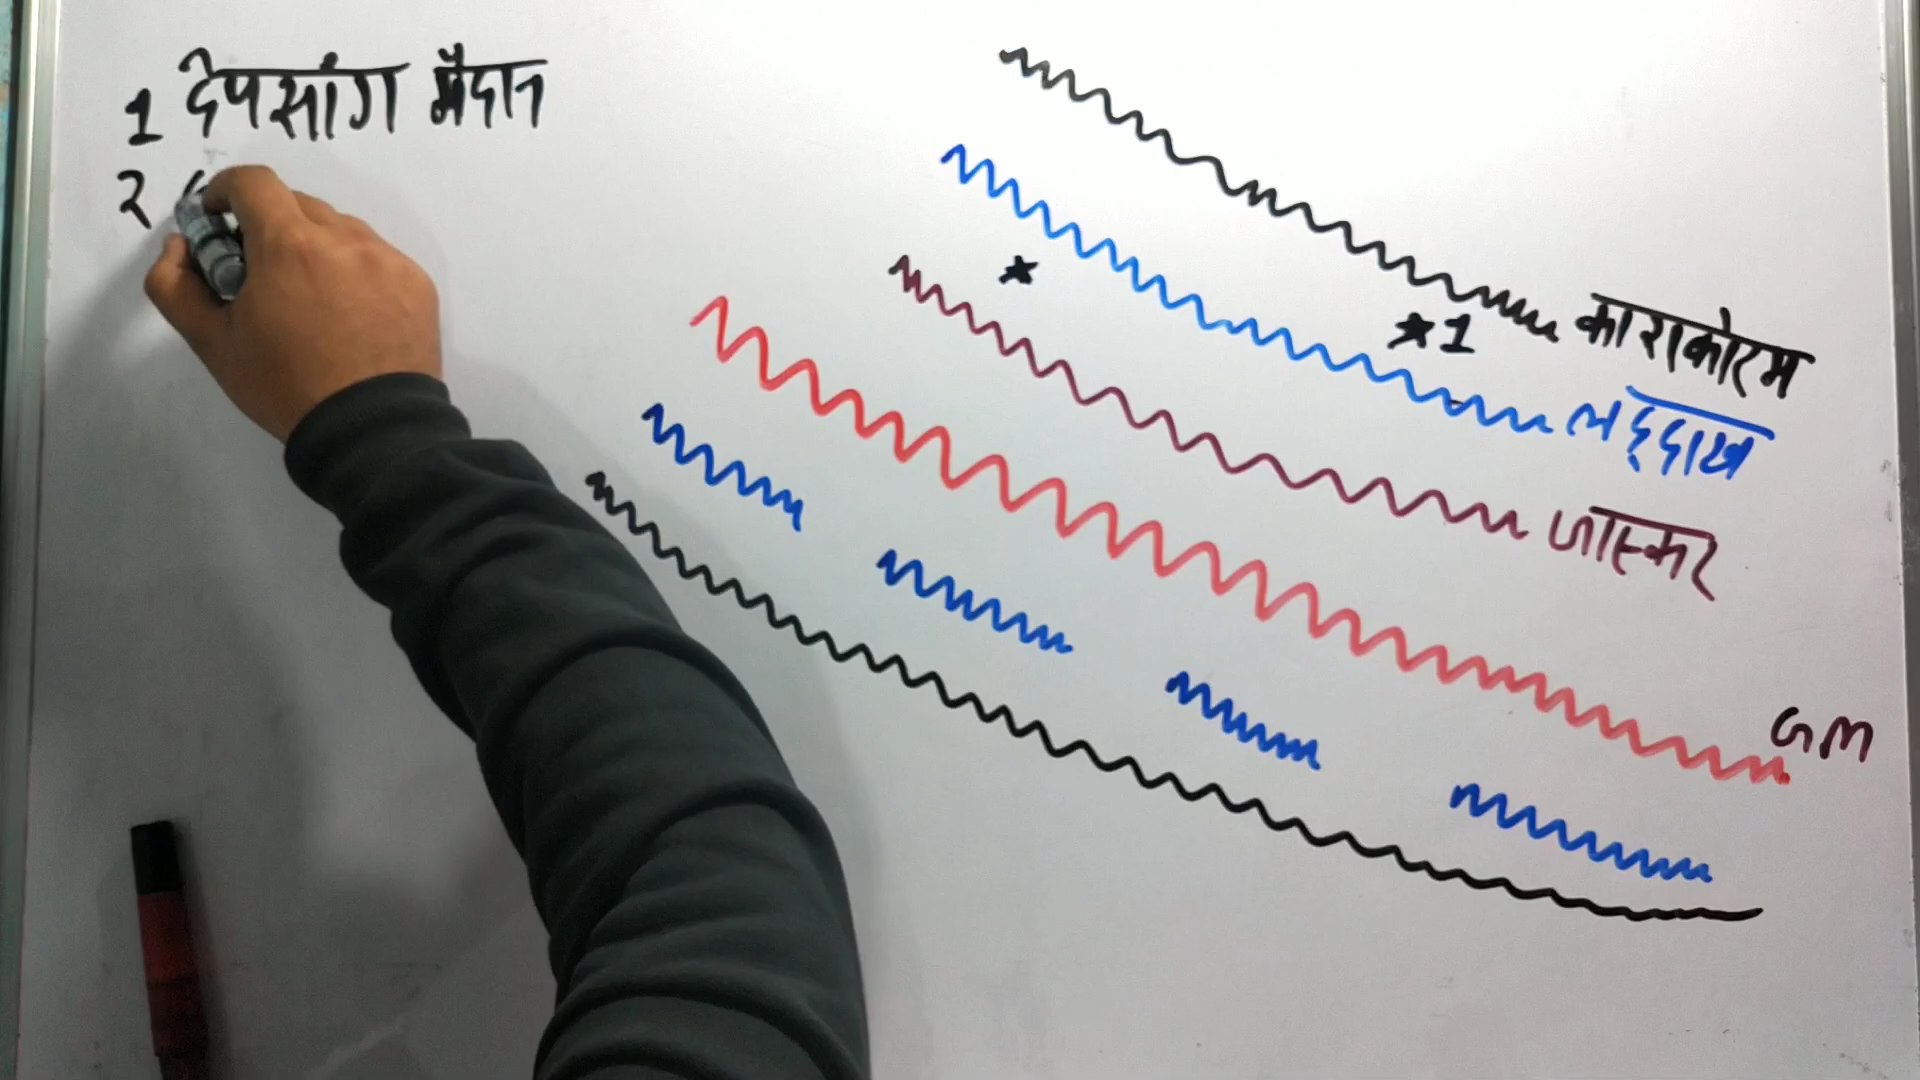 1 देपसांग मैदान
२
★1
काराकोरम
लद्दाख
जास्कर
GM